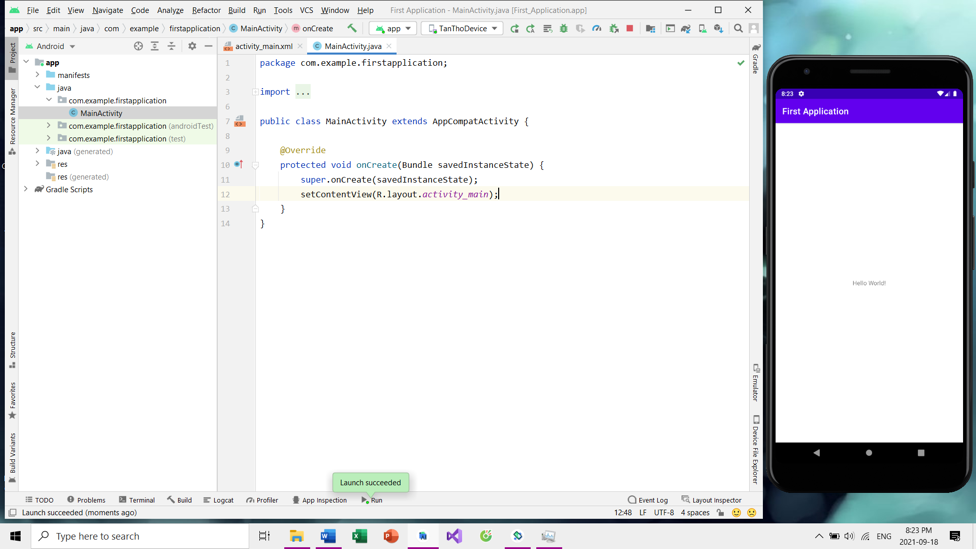 File Edit View Navigate Code Analyze Refactor Build Run Tools VCS Window Help First Application - MainActivity.java [First_Application.app]
app src main java com example firstapplication MainActivity onCreate app TanThoDevice
Project
Android
activity_main.xml
MainActivity.java
app
manifests
java
com.example.firstapplication
MainActivity
com.example.firstapplication (androidTest)
com.example.firstapplication (test)
java (generated)
res
res (generated)
Gradle Scripts
Resource Manager
Structure
Favorites
Build Variants
1 package com.example.firstapplication;
2
3 import ...
6
7 public class MainActivity extends AppCompatActivity {
8
9 @Override
10 protected void onCreate(Bundle savedInstanceState) {
11 super.onCreate(savedInstanceState);
12 setContentView(R.layout.activity_main);
13 }
14 }
Gradle
Emulator
Device File Explorer
8:23
First Application
Hello World!
Launch succeeded
TODO Problems Terminal Build Logcat Profiler App Inspection Run Event Log Layout Inspector
Launch succeeded (moments ago) 12:48 LF UTF-8 4 spaces
Type here to search
ENG
8:23 PM
2021-09-18